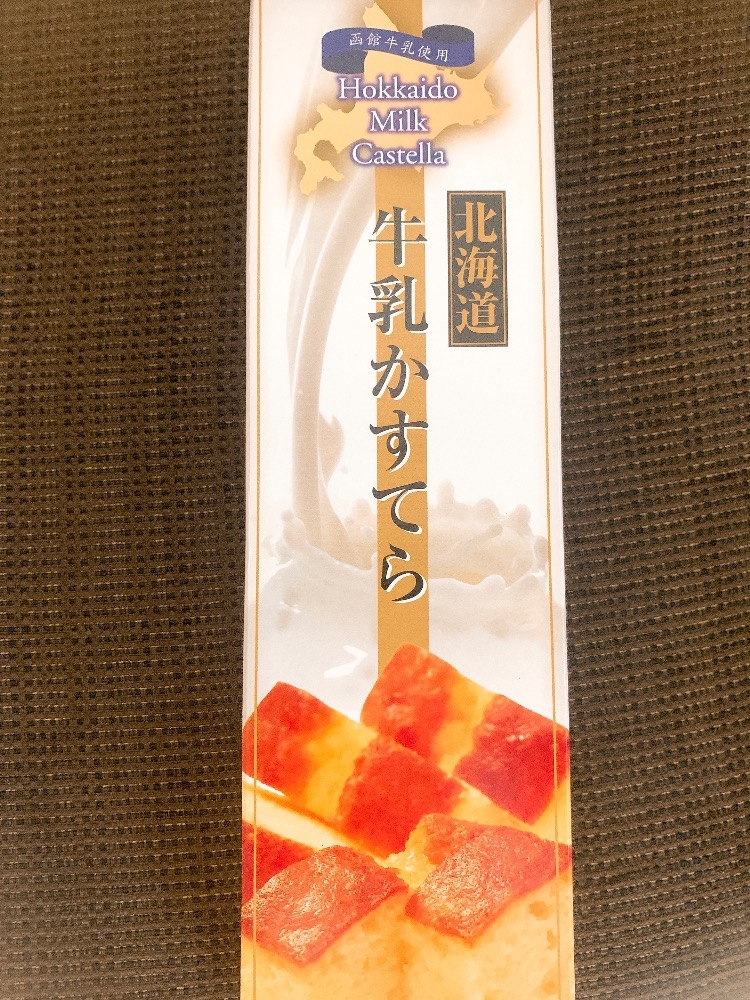 函館牛乳使用
Hokkaido
Milk
Castella
北海道
牛乳かすてら